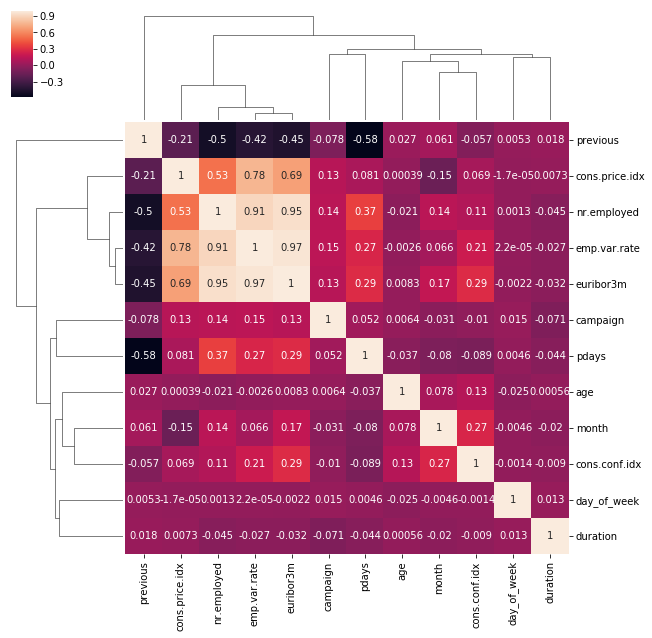 0.9
0.6
0.3
0.0
−0.3
1 -0.21 -0.5 -0.42 -0.45 -0.078 -0.58 0.027 0.061 -0.057 0.0053 0.018 previous
-0.21 1 0.53 0.78 0.69 0.13 0.081 0.00039 -0.15 0.069 -1.7e-05 0.0073 cons.price.idx
-0.5 0.53 1 0.91 0.95 0.14 0.37 -0.021 0.14 0.11 0.0013 -0.045 nr.employed
-0.42 0.78 0.91 1 0.97 0.15 0.27 -0.0026 0.066 0.21 2.2e-05 -0.027 emp.var.rate
-0.45 0.69 0.95 0.97 1 0.13 0.29 0.0083 0.17 0.29 -0.0022 -0.032 euribor3m
-0.078 0.13 0.14 0.15 0.13 1 0.052 0.0064 -0.031 -0.01 0.015 -0.071 campaign
-0.58 0.081 0.37 0.27 0.29 0.052 1 -0.037 -0.08 -0.089 0.0046 -0.044 pdays
0.027 0.00039 -0.021 -0.0026 0.0083 0.0064 -0.037 1 0.078 0.13 -0.025 0.00056 age
0.061 -0.15 0.14 0.066 0.17 -0.031 -0.08 0.078 1 0.27 -0.0046 -0.02 month
-0.057 0.069 0.11 0.21 0.29 -0.01 -0.089 0.13 0.27 1 -0.0014 -0.009 cons.conf.idx
0.0053 -1.7e-05 0.0013 2.2e-05 -0.0022 0.015 0.0046 -0.025 -0.0046 -0.0014 1 0.013 day_of_week
0.018 0.0073 -0.045 -0.027 -0.032 -0.071 -0.044 0.00056 -0.02 -0.009 0.013 1 duration
previous cons.price.idx nr.employed emp.var.rate euribor3m campaign pdays age month cons.conf.idx day_of_week duration